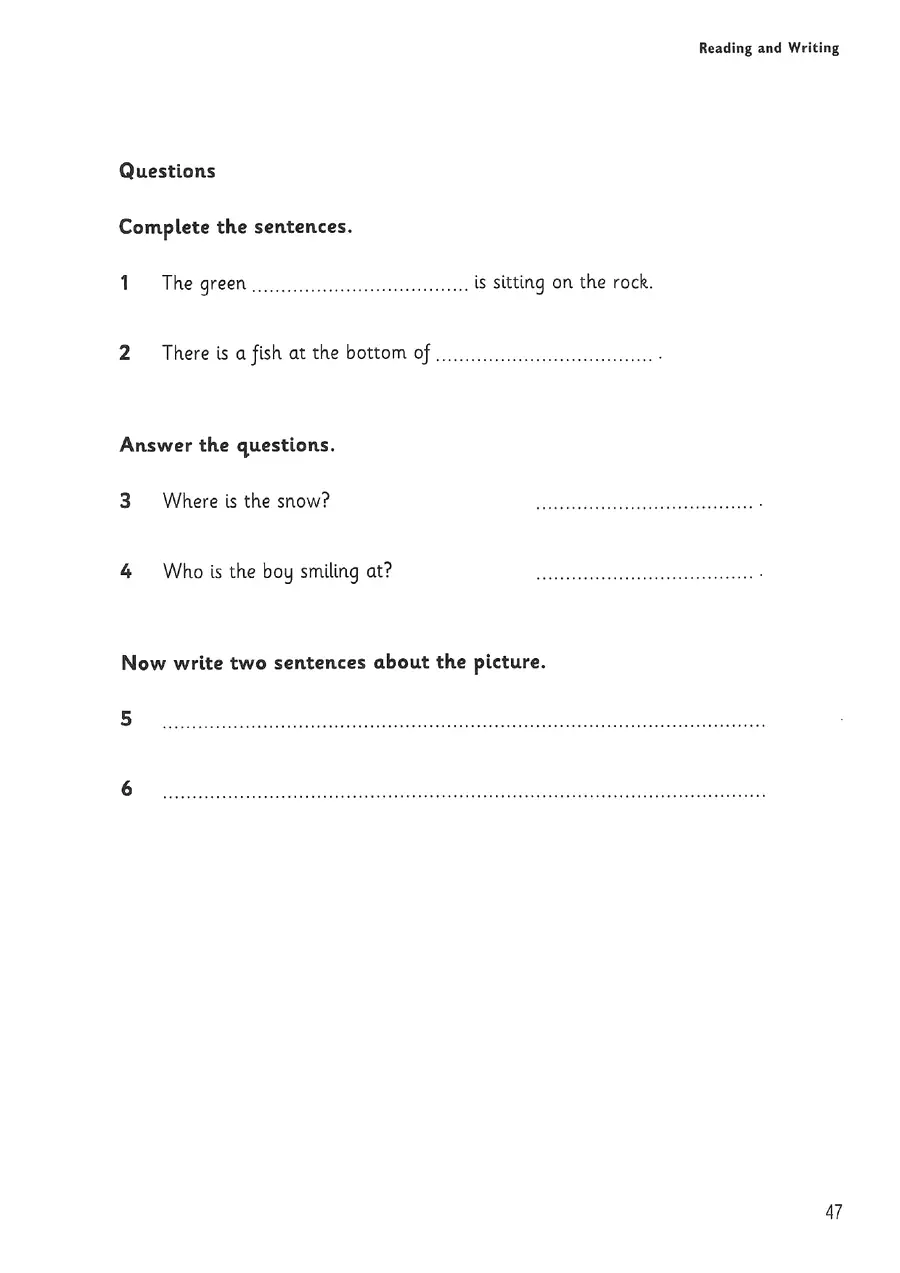 Reading and Writing
Questions
Complete the sentences.
1 The green .................................... is sitting on the rock.
2 There is a fish at the bottom of .................................... .
Answer the questions.
3 Where is the snow? .................................... .
4 Who is the boy smiling at? .................................... .
Now write two sentences about the picture.
5 ....................................................................................................
6 ....................................................................................................
47